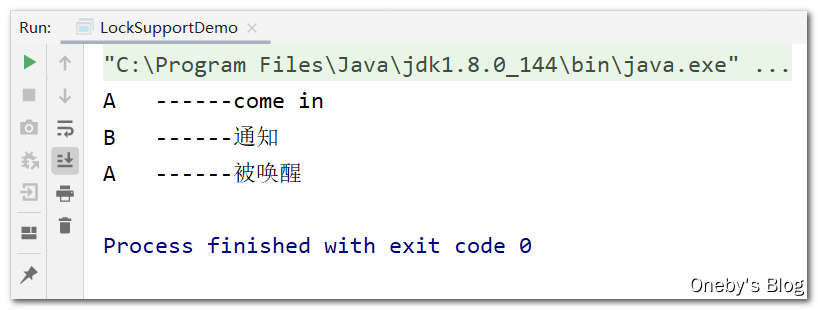 Run: LockSupportDemo ×
"C:\Program Files\Java\jdk1.8.0_144\bin\java.exe" ...
A   ------come in
B   ------通知
A   ------被唤醒
Process finished with exit code 0
Oneby's Blog